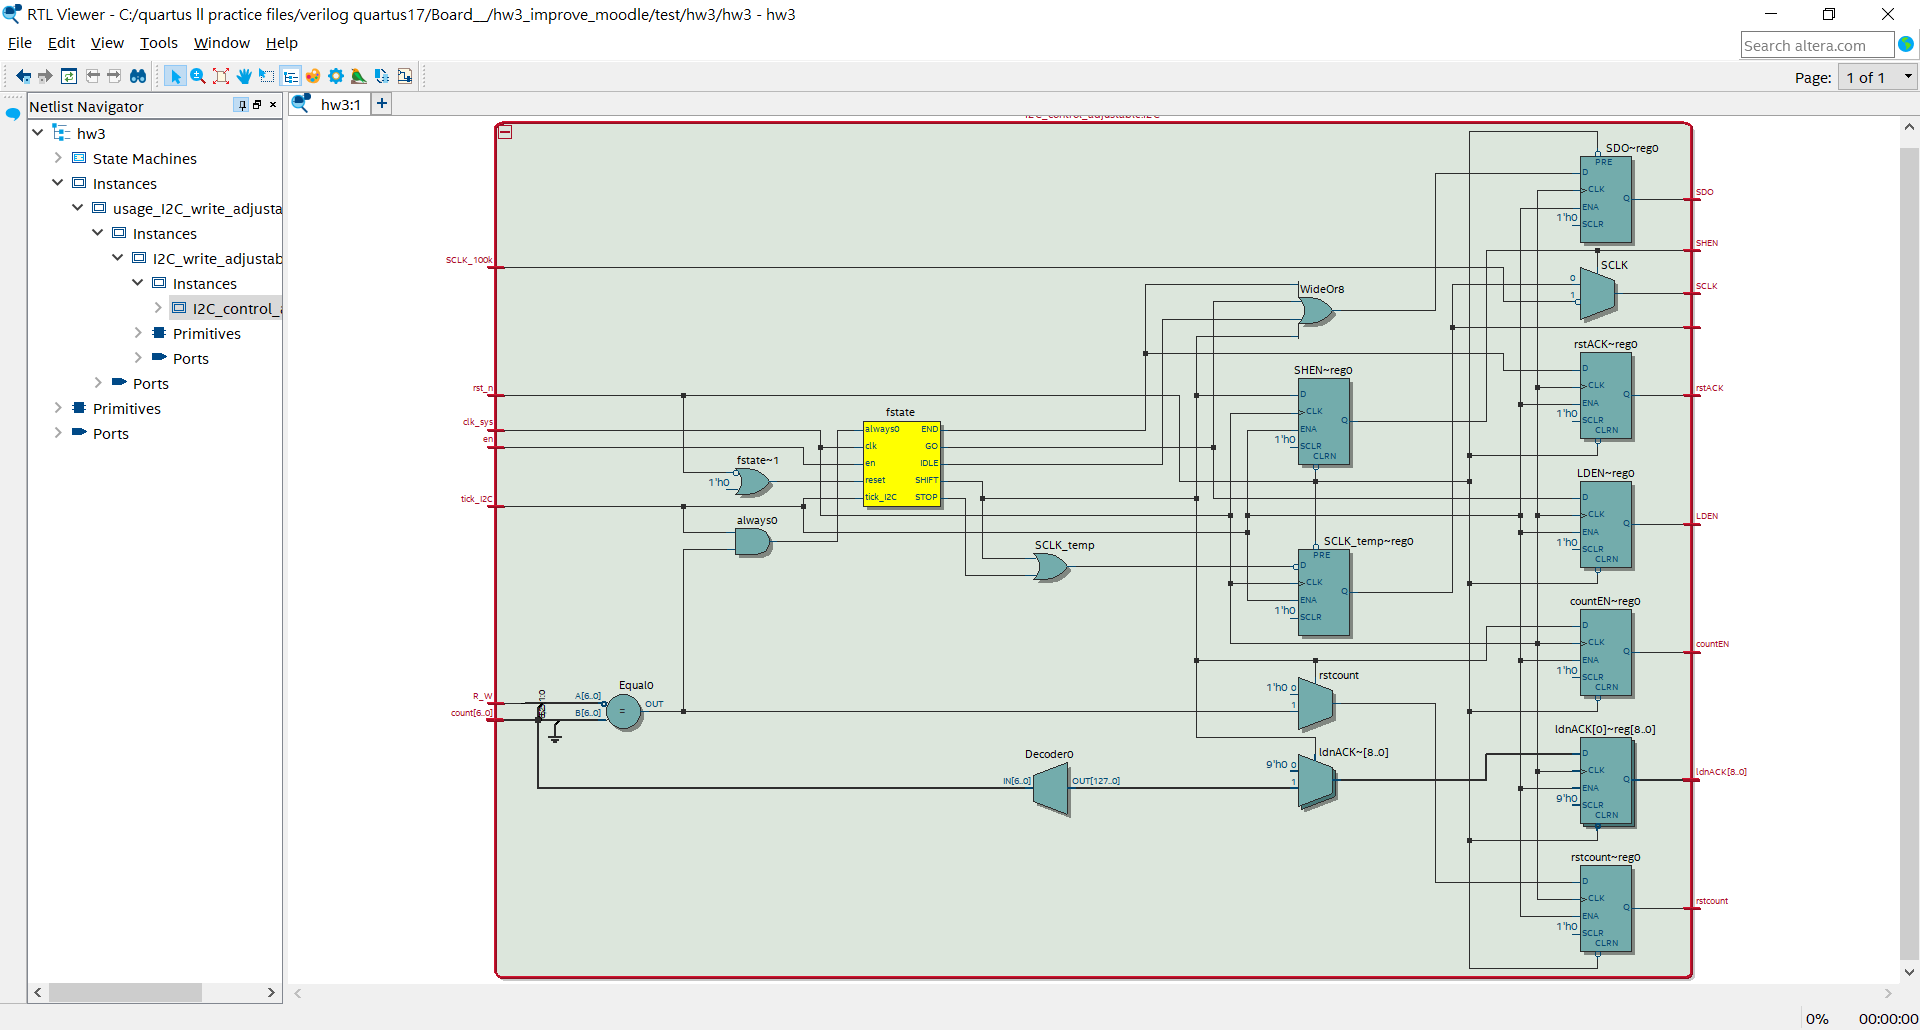 RTL Viewer - C:/quartus ll practice files/verilog quartus17/Board__/hw3_improve_moodle/test/hw3/hw3 - hw3
File Edit View Tools Window Help
Search altera.com
Page: 1 of 1
Netlist Navigator
hw3:1
hw3
State Machines
Instances
usage_I2C_write_adjusta
Instances
I2C_write_adjustab
Instances
I2C_control_a
Primitives
Ports
Ports
Primitives
Ports
SCLK_100k
rst_n
clk_sys
en
tick_I2C
R_W
count[6..0]
fstate~1
1'h0
always0
fstate
always0
clk
en
reset
tick_I2C
END
GO
IDLE
SHIFT
STOP
SCLK_temp
Equal0
A[6..0]
B[6..0]
=
OUT
Decoder0
IN[6..0]
OUT[127..0]
WideOr8
SHEN~reg0
D
CLK
ENA
1'h0
SCLR
CLRN
Q
SCLK_temp~reg0
PRE
D
CLK
ENA
1'h0
SCLR
Q
rstcount
1'h0 0
1
ldnACK~[8..0]
9'h0 0
1
SDO~reg0
PRE
D
CLK
ENA
1'h0
SCLR
Q
SCLK
0
1
rstACK~reg0
D
CLK
ENA
1'h0
SCLR
CLRN
Q
LDEN~reg0
D
CLK
ENA
1'h0
SCLR
CLRN
Q
countEN~reg0
D
CLK
ENA
1'h0
SCLR
CLRN
Q
ldnACK[0]~reg[8..0]
D
CLK
ENA
9'h0
SCLR
CLRN
Q
rstcount~reg0
D
CLK
ENA
1'h0
SCLR
CLRN
Q
SDO
SHEN
SCLK
rstACK
LDEN
countEN
ldnACK[8..0]
rstcount
0% 00:00:00